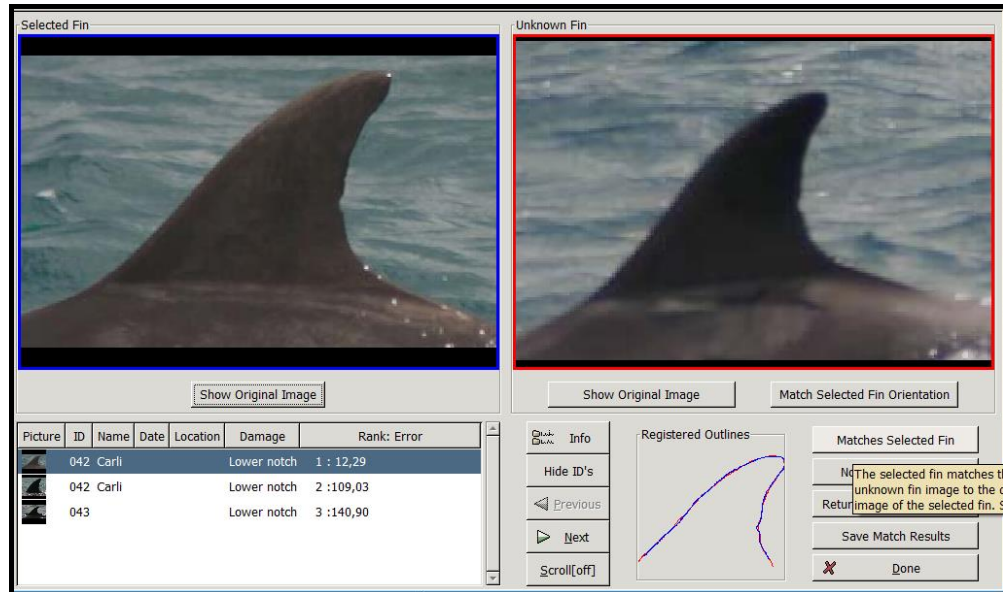 Selected Fin
Unknown Fin
Show Original Image
Show Original Image
Match Selected Fin Orientation
Picture ID Name Date Location Damage Rank: Error
042 Carli Lower notch 1 : 12,29
042 Carli Lower notch 2 :109,03
043 Lower notch 3 :140,90
Info
Hide ID's
Previous
Next
Scroll[off]
Registered Outlines
Matches Selected Fin
The selected fin matches
unknown fin image to the
image of the selected fin.
Save Match Results
Done